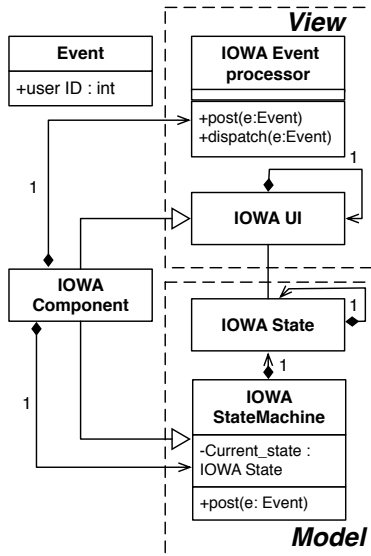 View
Event
+user ID : int
IOWA Event
processor
+post(e:Event)
+dispatch(e:Event)
1
1
IOWA UI
IOWA
Component
1
IOWA State
1
1
IOWA
StateMachine
-Current_state :
IOWA State
+post(e: Event)
Model